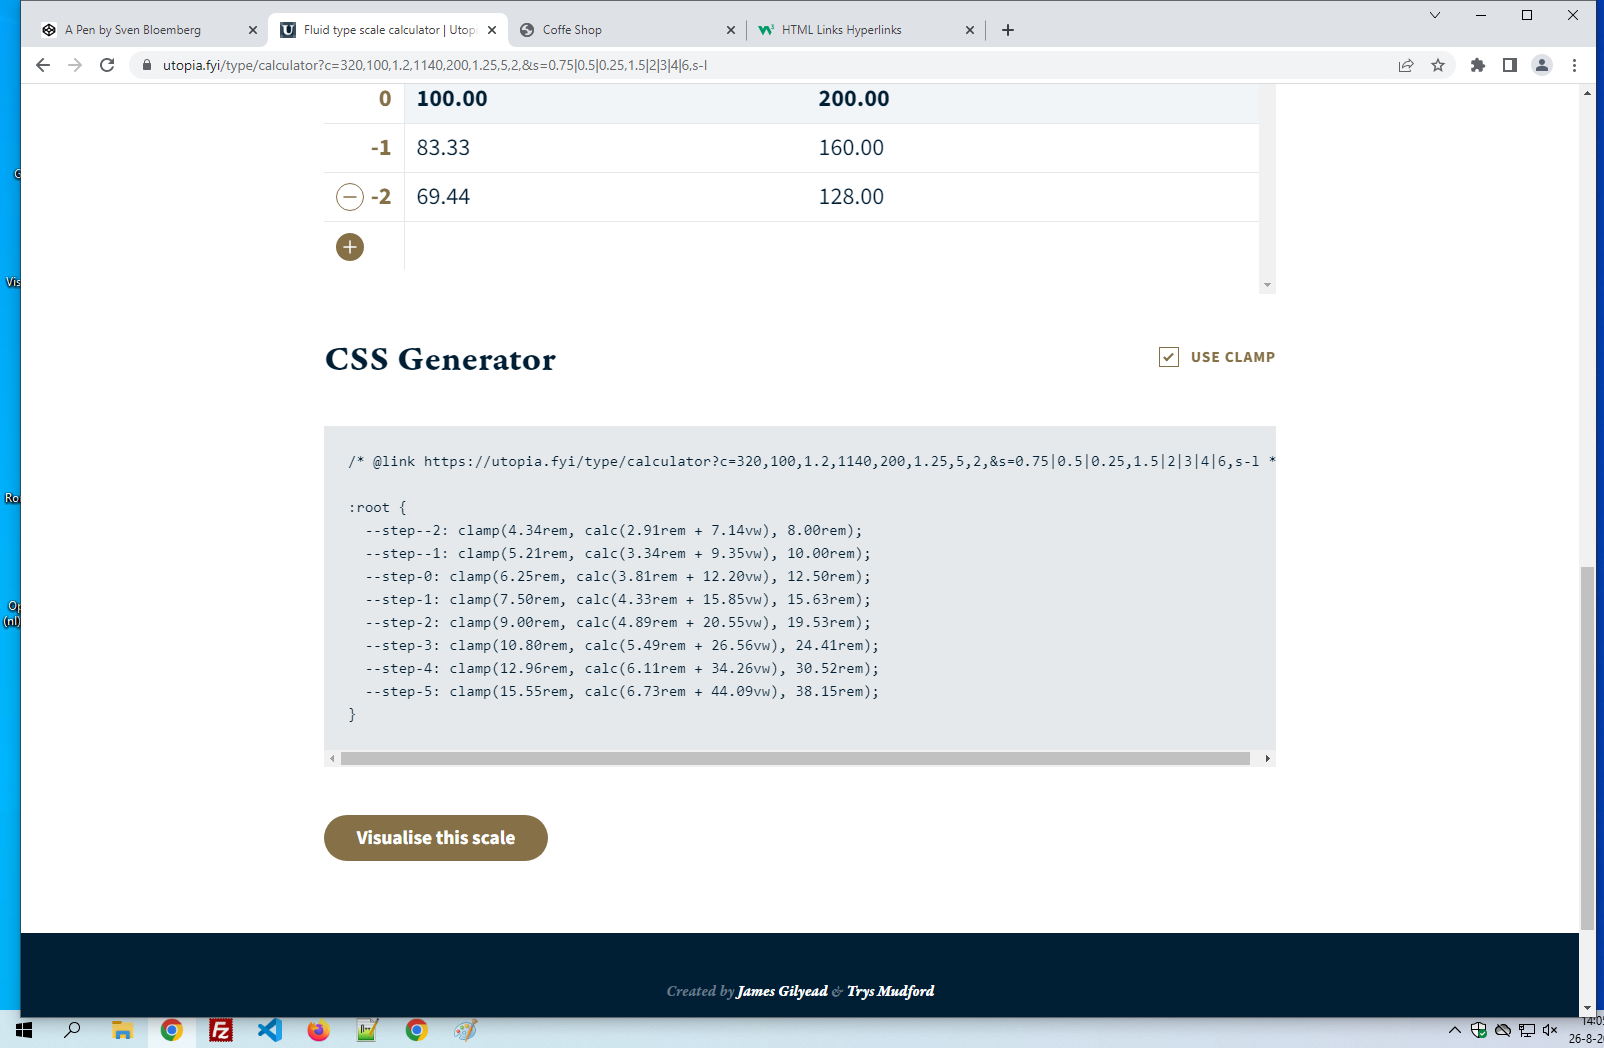 A Pen by Sven Bloemberg
Fluid type scale calculator | Utop
Coffe Shop
HTML Links Hyperlinks
utopia.fyi/type/calculator?c=320,100,1.2,1140,200,1.25,5,2,&s=0.75|0.5|0.25,1.5|2|3|4|6,s-l
0 100.00 200.00
-1 83.33 160.00
-2 69.44 128.00
CSS Generator
USE CLAMP
/* @link https://utopia.fyi/type/calculator?c=320,100,1.2,1140,200,1.25,5,2,&s=0.75|0.5|0.25,1.5|2|3|4|6,s-l *
:root {
--step--2: clamp(4.34rem, calc(2.91rem + 7.14vw), 8.00rem);
--step--1: clamp(5.21rem, calc(3.34rem + 9.35vw), 10.00rem);
--step-0: clamp(6.25rem, calc(3.81rem + 12.20vw), 12.50rem);
--step-1: clamp(7.50rem, calc(4.33rem + 15.85vw), 15.63rem);
--step-2: clamp(9.00rem, calc(4.89rem + 20.55vw), 19.53rem);
--step-3: clamp(10.80rem, calc(5.49rem + 26.56vw), 24.41rem);
--step-4: clamp(12.96rem, calc(6.11rem + 34.26vw), 30.52rem);
--step-5: clamp(15.55rem, calc(6.73rem + 44.09vw), 38.15rem);
}
Visualise this scale
Created by James Gilyead & Trys Mudford
G
Vis
Ro
Op
(nl)
14:0
26-8-2